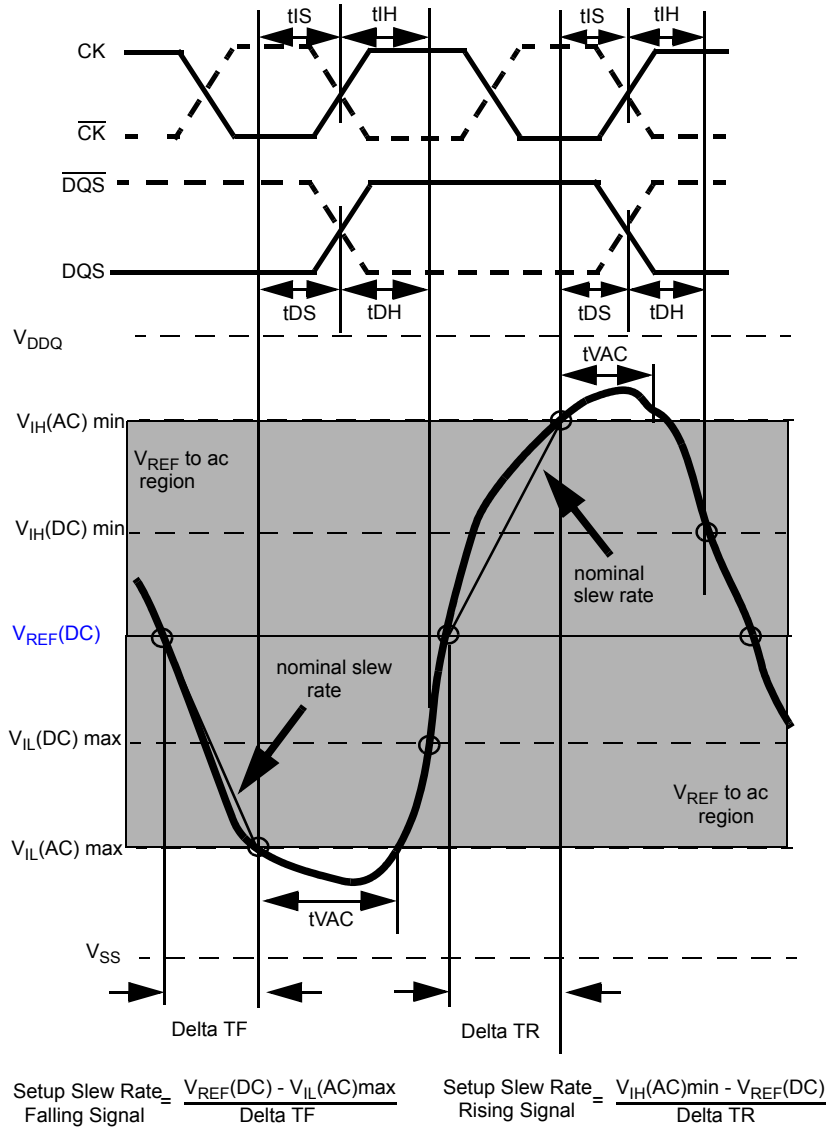 tIS tIH tIS tIH
CK
CK
DQS
DQS
tDS tDH tDS tDH
VDDQ
tVAC
VIH(AC) min
VREF to ac
region
VIH(DC) min
nominal
slew rate
VREF(DC)
nominal slew
rate
VIL(DC) max
VREF to ac
region
VIL(AC) max
tVAC
VSS
Delta TF Delta TR
Setup Slew Rate
Falling Signal
=
VREF(DC) - VIL(AC)max
Delta TF
Setup Slew Rate
Rising Signal
=
VIH(AC)min - VREF(DC)
Delta TR